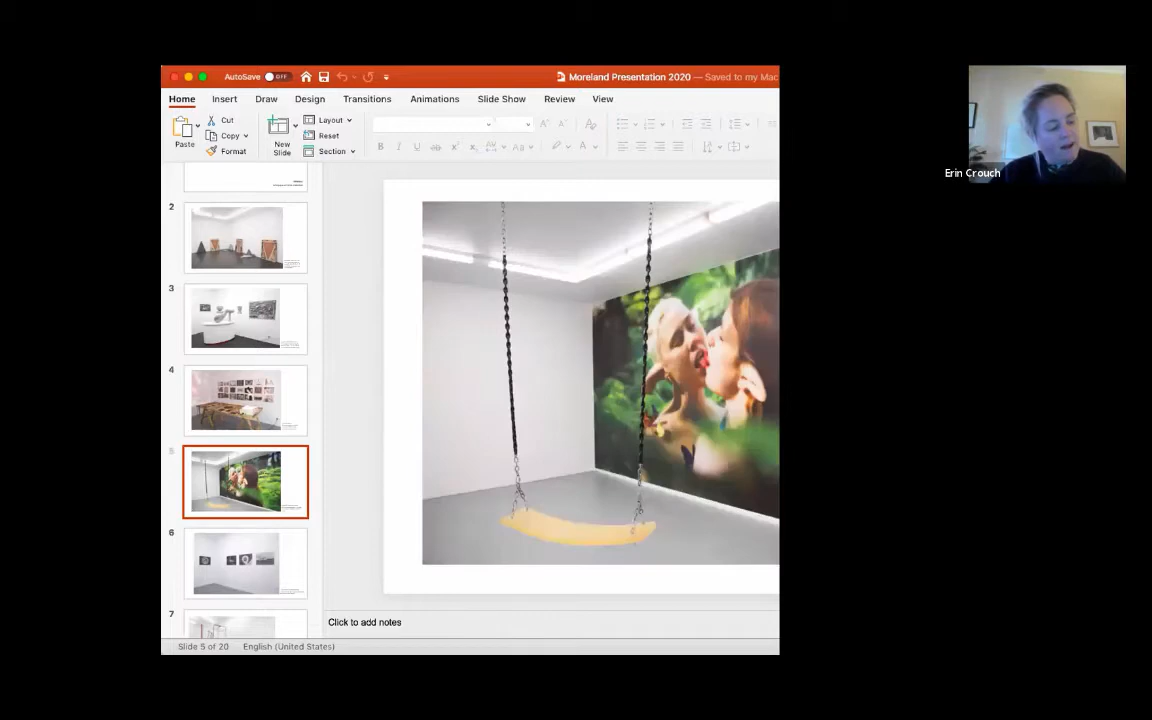 AutoSave OFF
Moreland Presentation 2020 — Saved to my Mac
Home Insert Draw Design Transitions Animations Slide Show Review View
Paste
Cut
Copy
Format
New
Slide
Layout
Reset
Section
B I U
2
3
4
5
6
7
Click to add notes
Slide 5 of 20 English (United States)
Erin Crouch